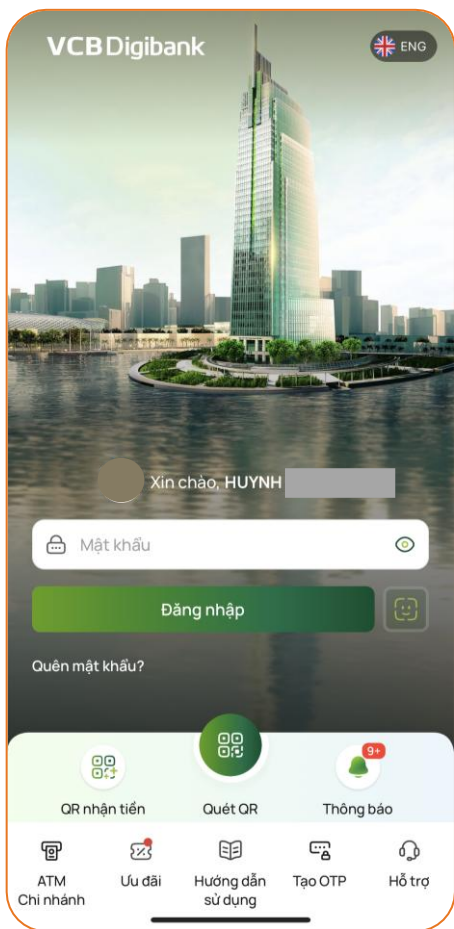 VCB Digibank
ENG
Xin chào, HUYNH
Mật khẩu
Đăng nhập
Quên mật khẩu?
9+
QR nhận tiền
Quét QR
Thông báo
ATM
Chi nhánh
Ưu đãi
Hướng dẫn
sử dụng
Tạo OTP
Hỗ trợ